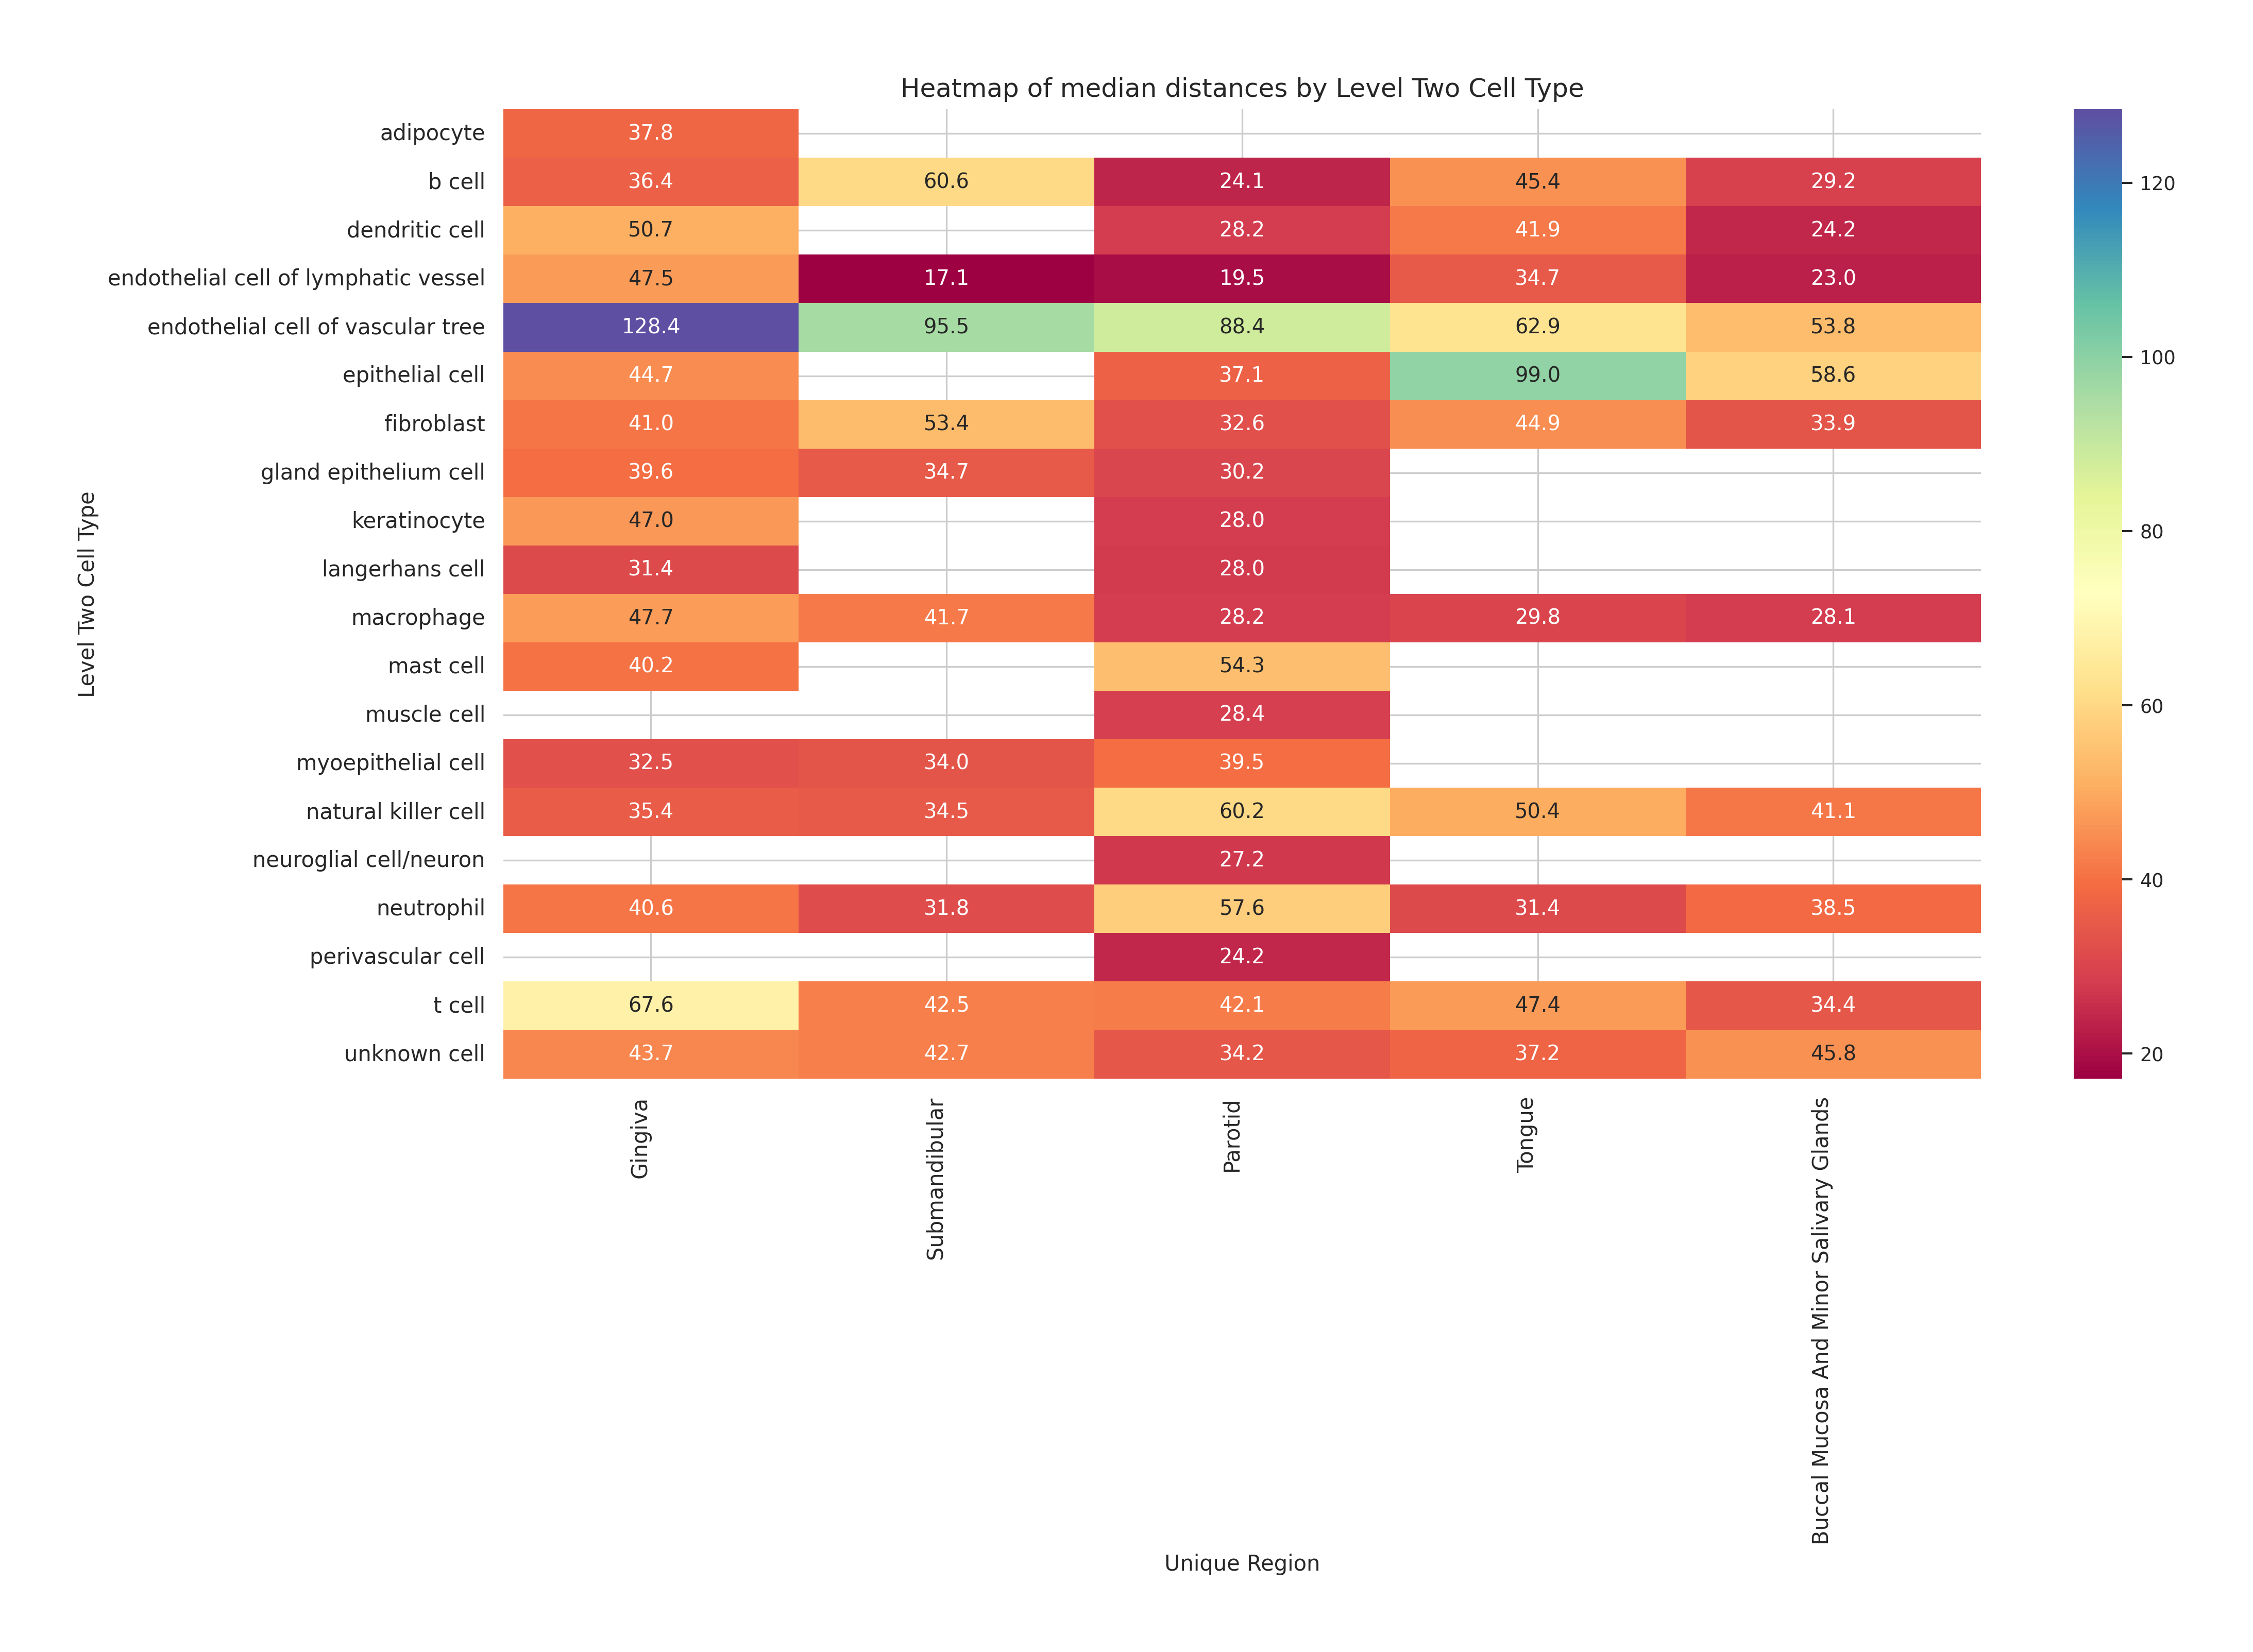 Heatmap of median distances by Level Two Cell Type
adipocyte 37.8
b cell 36.4 60.6 24.1 45.4 29.2
dendritic cell 50.7 28.2 41.9 24.2
endothelial cell of lymphatic vessel 47.5 17.1 19.5 34.7 23.0
endothelial cell of vascular tree 128.4 95.5 88.4 62.9 53.8
epithelial cell 44.7 37.1 99.0 58.6
fibroblast 41.0 53.4 32.6 44.9 33.9
gland epithelium cell 39.6 34.7 30.2
keratinocyte 47.0 28.0
langerhans cell 31.4 28.0
macrophage 47.7 41.7 28.2 29.8 28.1
mast cell 40.2 54.3
muscle cell 28.4
myoepithelial cell 32.5 34.0 39.5
natural killer cell 35.4 34.5 60.2 50.4 41.1
neuroglial cell/neuron 27.2
neutrophil 40.6 31.8 57.6 31.4 38.5
perivascular cell 24.2
t cell 67.6 42.5 42.1 47.4 34.4
unknown cell 43.7 42.7 34.2 37.2 45.8
Level Two Cell Type
Gingiva
Submandibular
Parotid
Tongue
Buccal Mucosa And Minor Salivary Glands
Unique Region
120
100
80
60
40
20